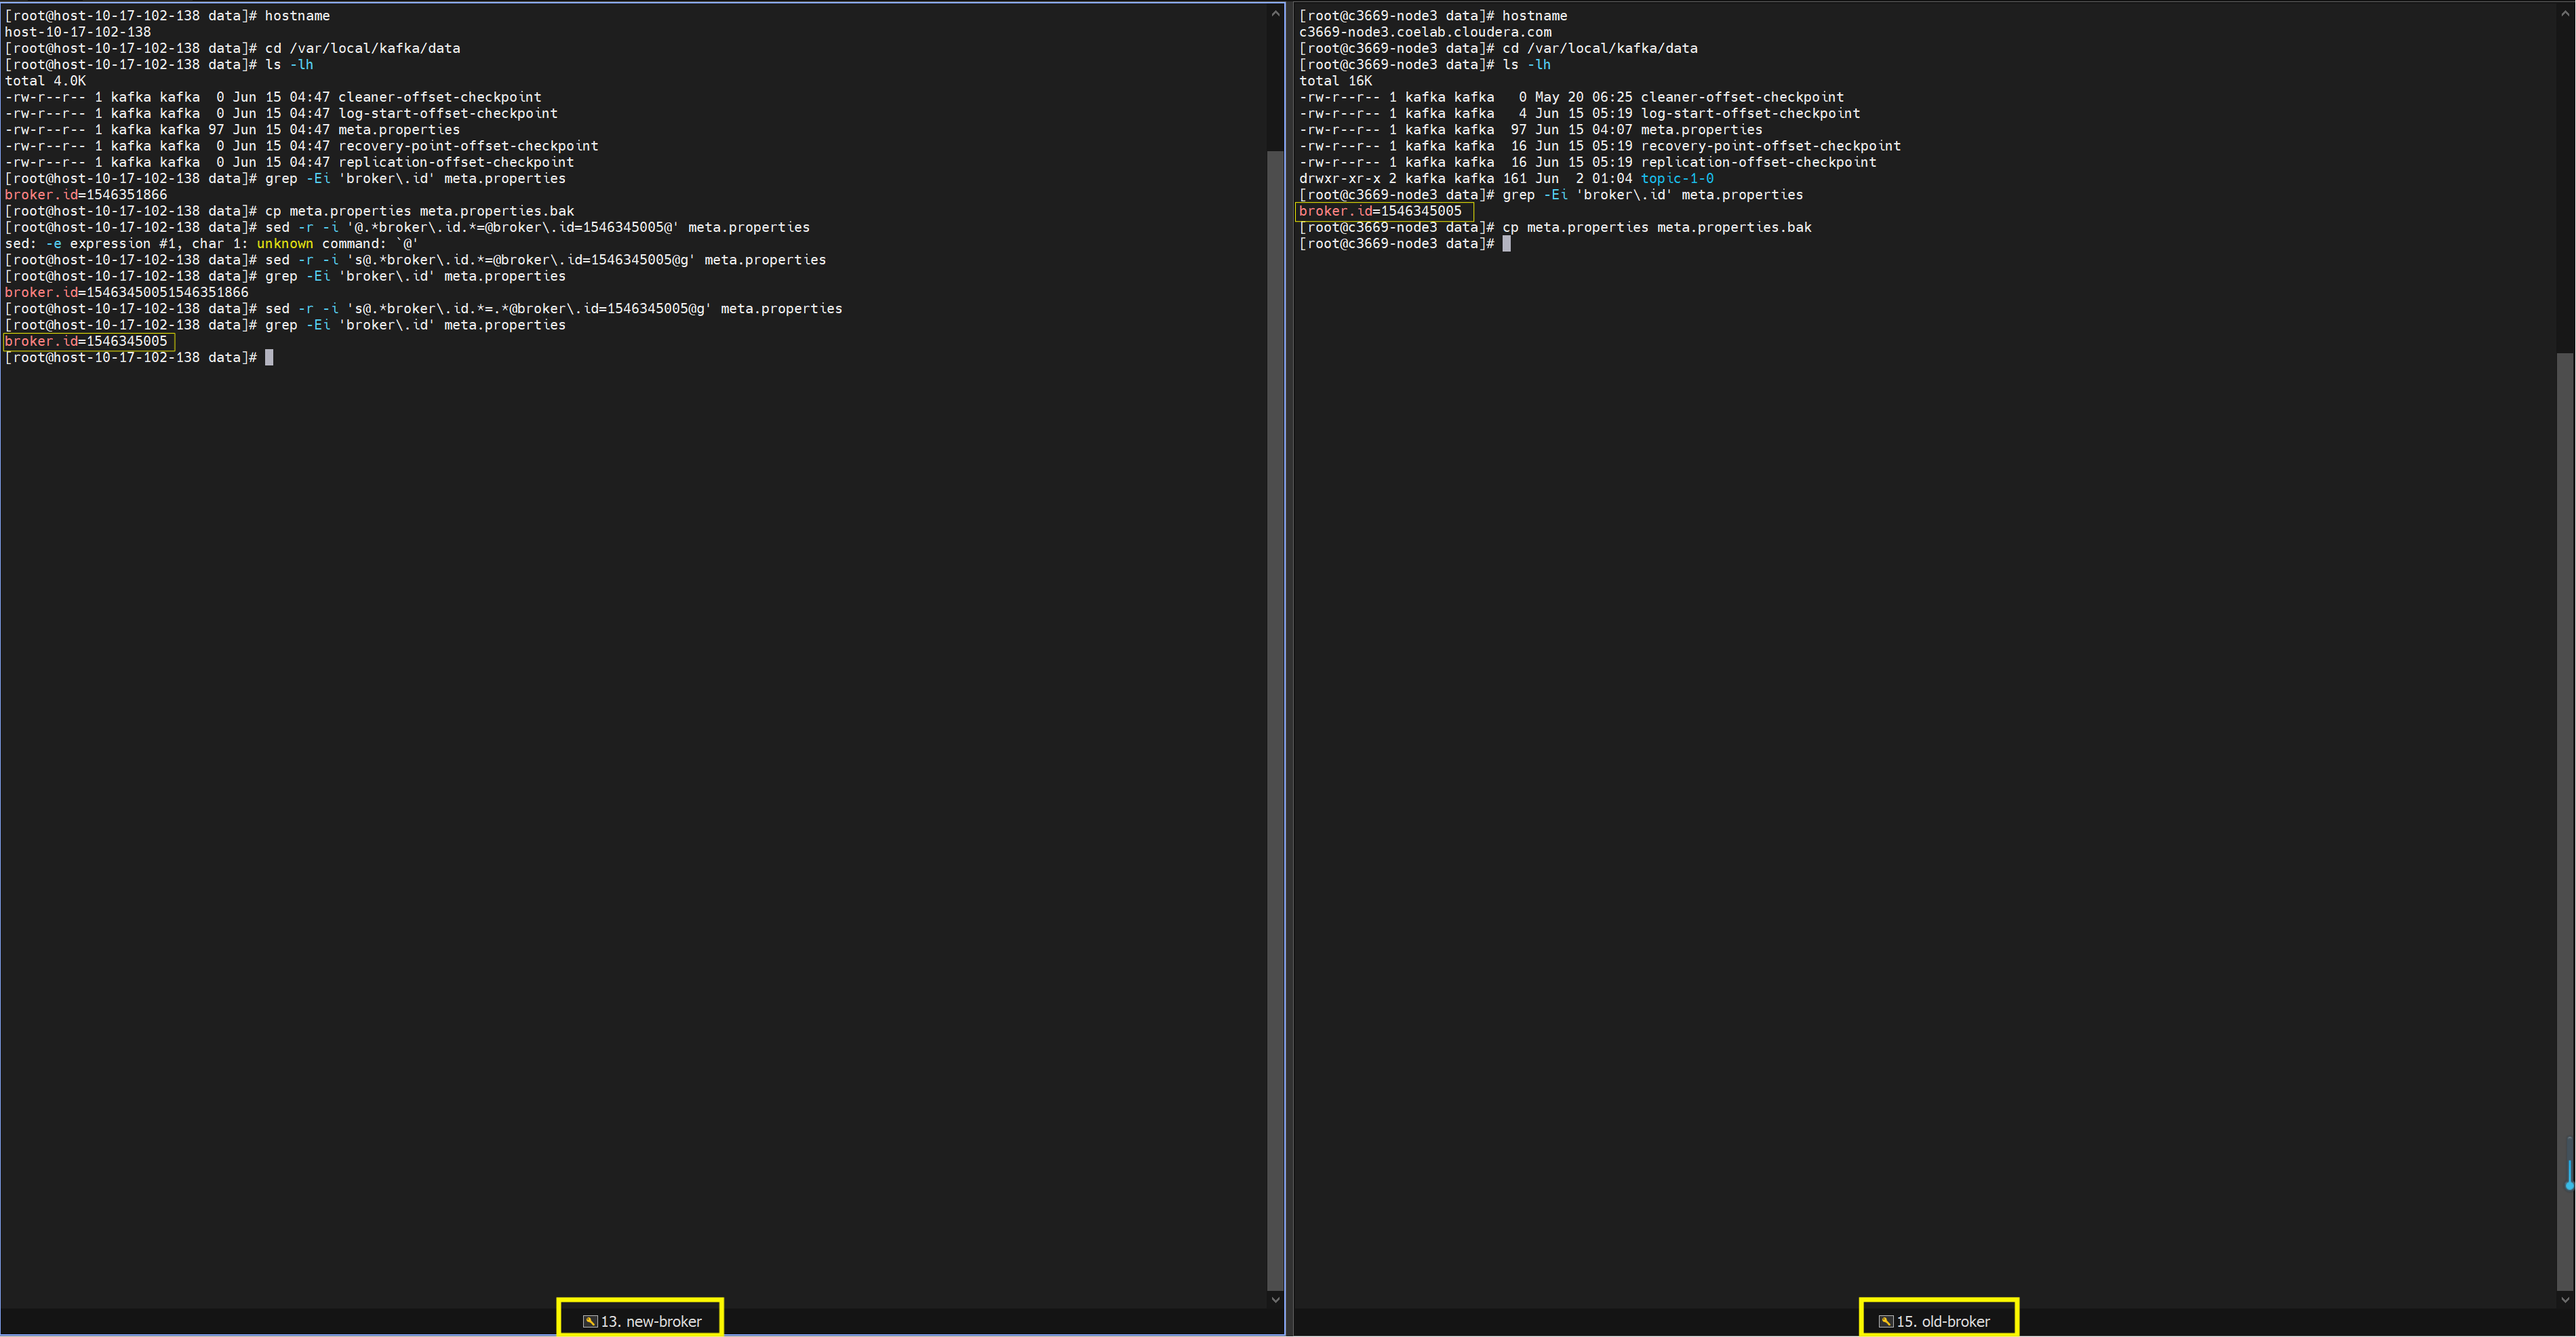 [root@host-10-17-102-138 data]# hostname
host-10-17-102-138
[root@host-10-17-102-138 data]# cd /var/local/kafka/data
[root@host-10-17-102-138 data]# ls -lh
total 4.0K
-rw-r--r-- 1 kafka kafka  0 Jun 15 04:47 cleaner-offset-checkpoint
-rw-r--r-- 1 kafka kafka  0 Jun 15 04:47 log-start-offset-checkpoint
-rw-r--r-- 1 kafka kafka 97 Jun 15 04:47 meta.properties
-rw-r--r-- 1 kafka kafka  0 Jun 15 04:47 recovery-point-offset-checkpoint
-rw-r--r-- 1 kafka kafka  0 Jun 15 04:47 replication-offset-checkpoint
[root@host-10-17-102-138 data]# grep -Ei 'broker\.id' meta.properties
broker.id=1546351866
[root@host-10-17-102-138 data]# cp meta.properties meta.properties.bak
[root@host-10-17-102-138 data]# sed -r -i '@.*broker\.id.*=@broker\.id=1546345005@' meta.properties
sed: -e expression #1, char 1: unknown command: `@'
[root@host-10-17-102-138 data]# sed -r -i 's@.*broker\.id.*=@broker\.id=1546345005@g' meta.properties
[root@host-10-17-102-138 data]# grep -Ei 'broker\.id' meta.properties
broker.id=15463450051546351866
[root@host-10-17-102-138 data]# sed -r -i 's@.*broker\.id.*=.*@broker\.id=1546345005@g' meta.properties
[root@host-10-17-102-138 data]# grep -Ei 'broker\.id' meta.properties
broker.id=1546345005
[root@host-10-17-102-138 data]#
13. new-broker
[root@c3669-node3 data]# hostname
c3669-node3.coelab.cloudera.com
[root@c3669-node3 data]# cd /var/local/kafka/data
[root@c3669-node3 data]# ls -lh
total 16K
-rw-r--r-- 1 kafka kafka   0 May 20 06:25 cleaner-offset-checkpoint
-rw-r--r-- 1 kafka kafka   4 Jun 15 05:19 log-start-offset-checkpoint
-rw-r--r-- 1 kafka kafka  97 Jun 15 04:07 meta.properties
-rw-r--r-- 1 kafka kafka  16 Jun 15 05:19 recovery-point-offset-checkpoint
-rw-r--r-- 1 kafka kafka  16 Jun 15 05:19 replication-offset-checkpoint
drwxr-xr-x 2 kafka kafka 161 Jun  2 01:04 topic-1-0
[root@c3669-node3 data]# grep -Ei 'broker\.id' meta.properties
broker.id=1546345005
[root@c3669-node3 data]# cp meta.properties meta.properties.bak
[root@c3669-node3 data]#
15. old-broker